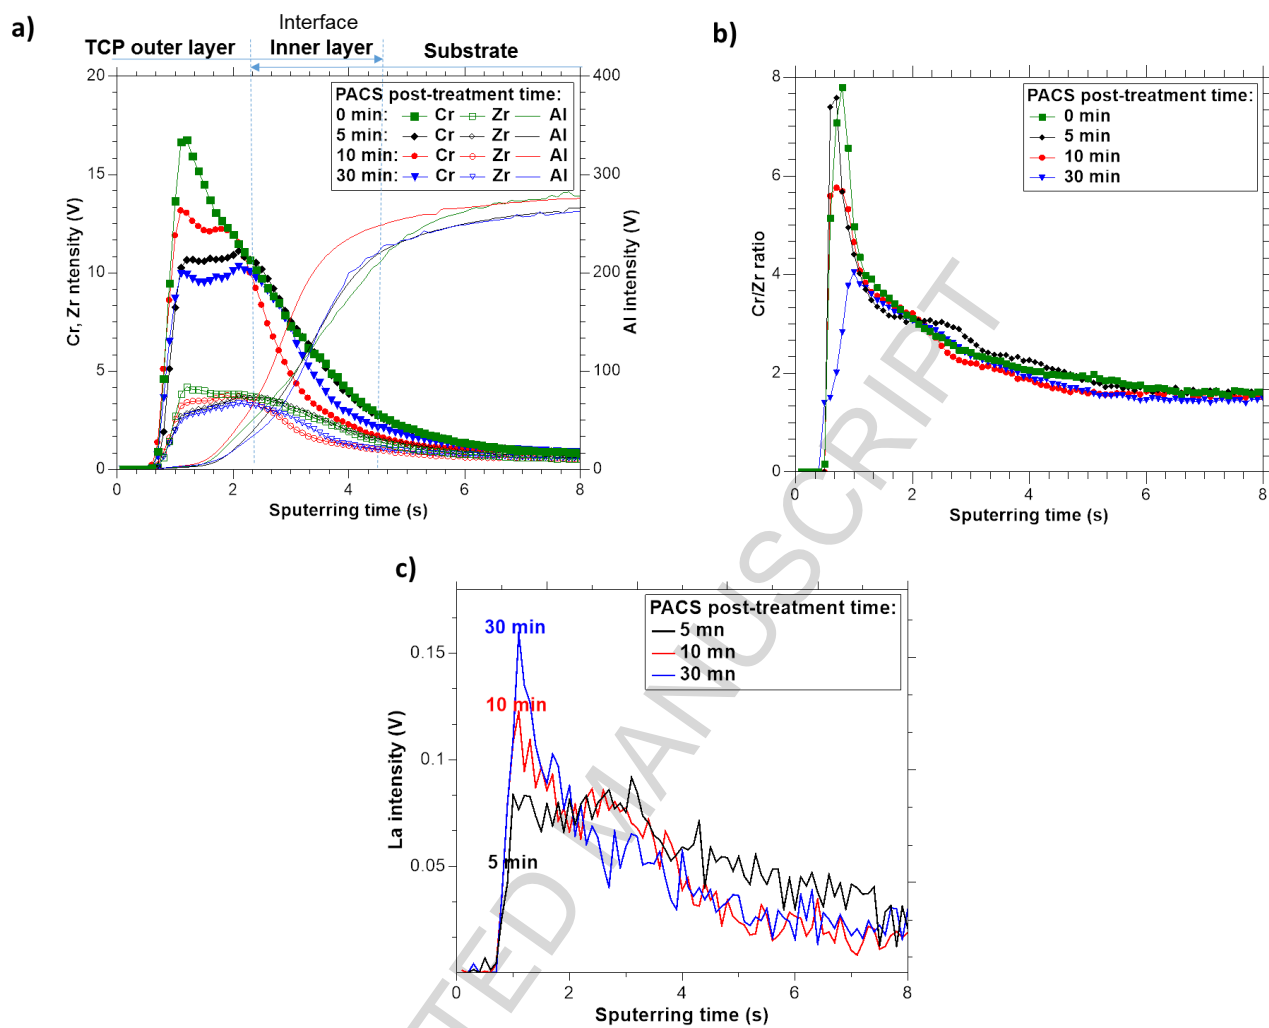 a)
Interface
TCP outer layer
Inner layer
Substrate
20
400
PACS post-treatment time:
0 min: Cr Zr Al
5 min: Cr Zr Al
10 min: Cr Zr Al
30 min: Cr Zr Al
15
300
10
200
5
100
0
0
Cr, Zr ntensity (V)
Al intensity (V)
0 2 4 6 8
Sputerring time (s)
b)
8
PACS post-treatment time:
0 min
5 min
10 min
30 min
6
4
2
0
Cr/Zr ratio
0 2 4 6 8
Sputerring time (s)
c)
PACS post-treatment time:
5 mn
10 mn
30 mn
30 min
0.15
10 min
0.1
5 min
0.05
La intensity (V)
0 2 4 6 8
Sputerring time (s)
TED MANUSCRIPT